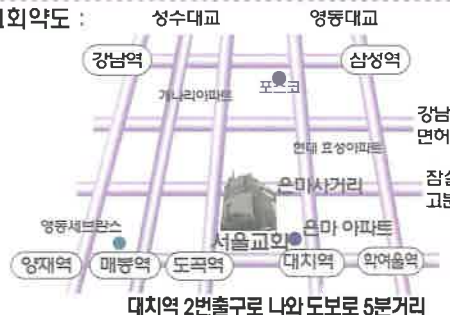 회약도 :
성수대교 영동대교
강남역 삼성역
포스코
개나리아파트
강남
면허
현대 효성아파트
은마사거리
잠실
고분
영동세브란스
서울교회 은마 아파트
양재역 매봉역 도곡역 대치역 학여울역
대치역 2번출구로 나와 도보로 5분거리